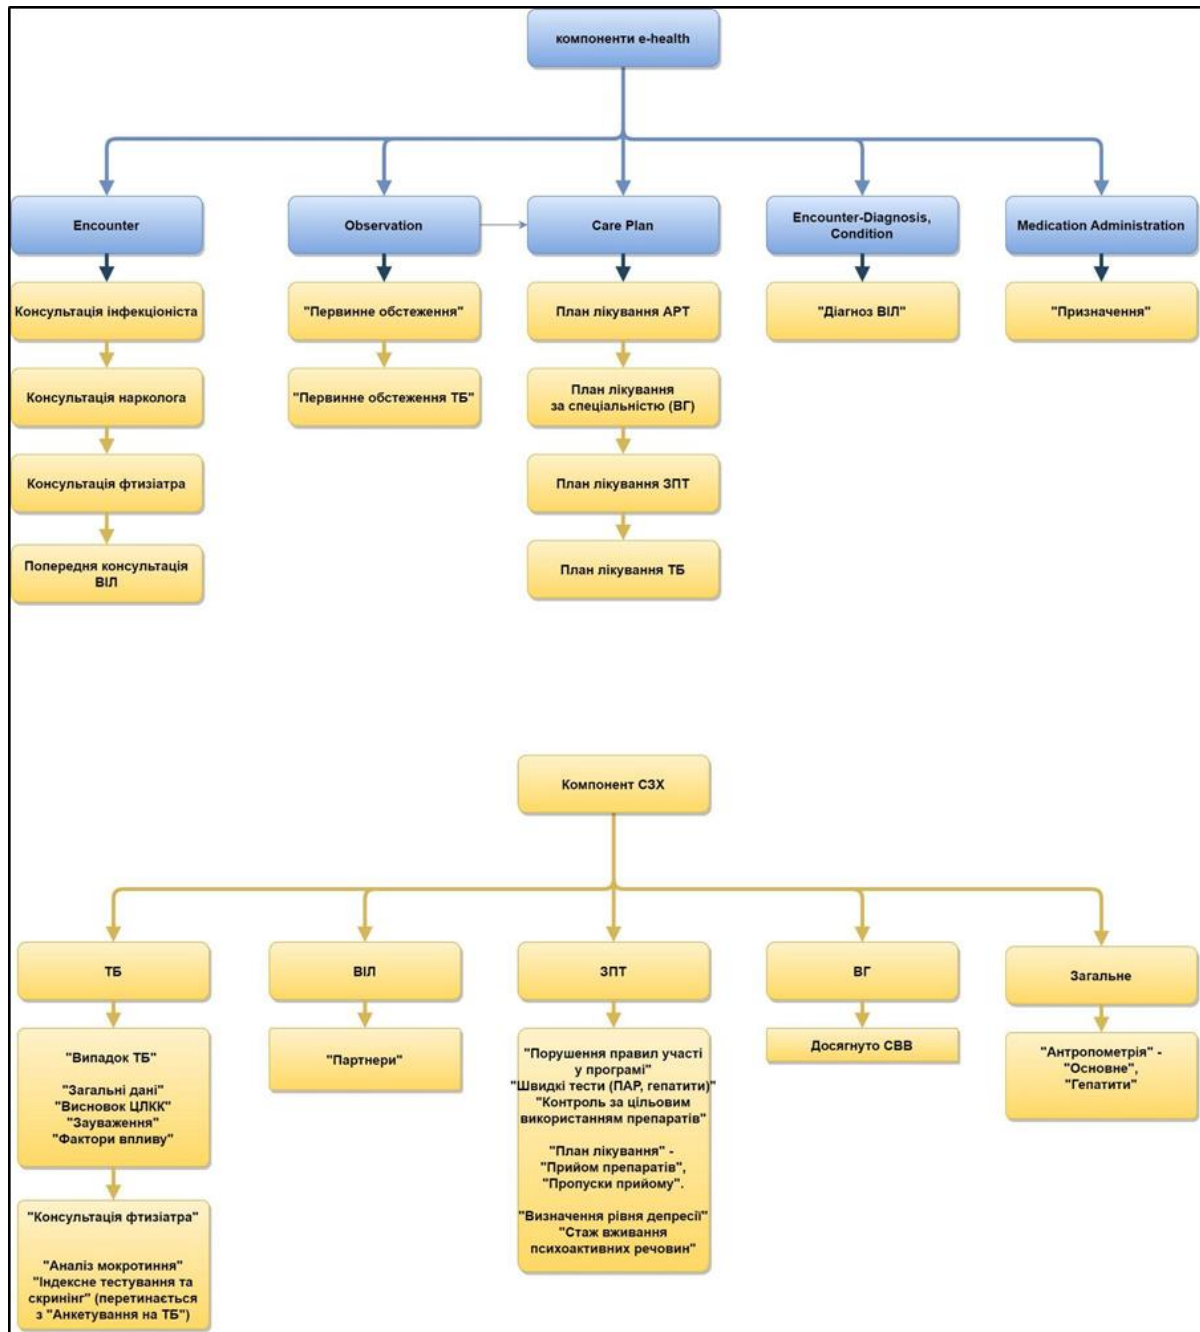 компоненти e-health
Encounter
Observation
Care Plan
Encounter-Diagnosis,
Condition
Medication Administration
Консультація інфекціоніста
"Первинне обстеження"
План лікування АРТ
"Діагноз ВІЛ"
"Призначення"
Консультація нарколога
"Первинне обстеження ТБ"
План лікування
за спеціальністю (ВГ)
Консультація фтизіатра
План лікування ЗПТ
Попередня консультація
ВІЛ
План лікування ТБ
Компонент СЗХ
ТБ
ВІЛ
ЗПТ
ВГ
Загальне
"Випадок ТБ"
"Загальні дані"
"Висновок ЦЛКК"
"Зауваження"
"Фактори впливу"
"Партнери"
"Порушення правил участі
у програмі"
"Швидкі тести (ПАР, гепатити)"
"Контроль за цільовим
використанням препаратів"
"План лікування" -
"Прийом препаратів",
"Пропуски прийому".
"Визначення рівня депресії"
"Стаж вживання
психоактивних речовин"
Досягнуто СВВ
"Антропометрія" -
"Основне",
"Гепатити"
"Консультація фтизіатра"
"Аналіз мокротиння"
"Індексне тестування та
скринінг" (перетинається
з "Анкетування на ТБ")